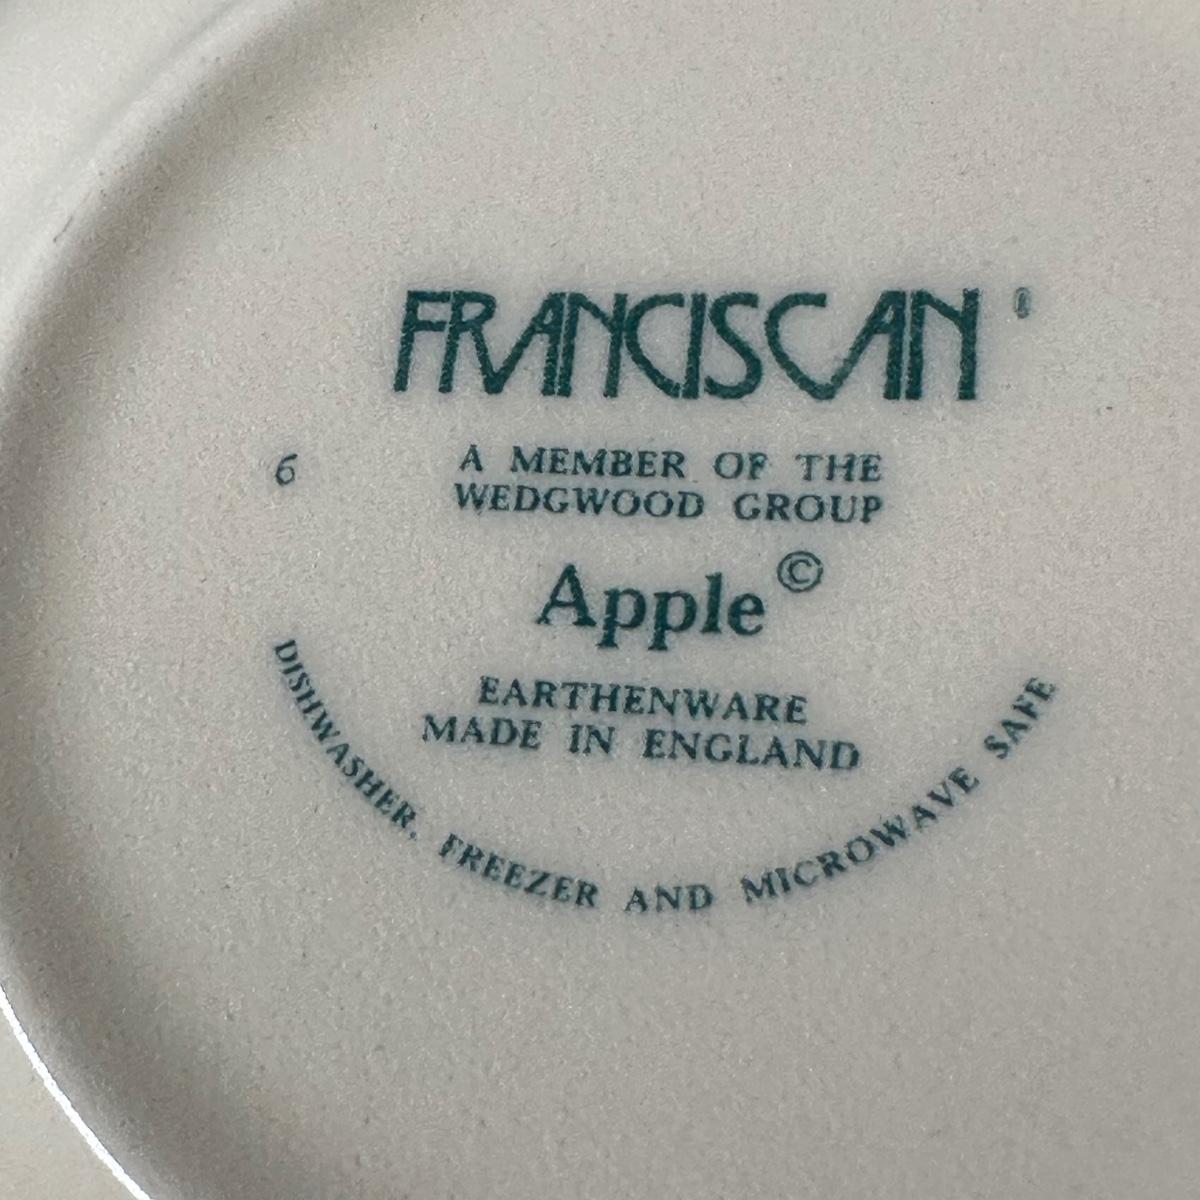 FRANCISCAN
6
A MEMBER OF THE
WEDGWOOD GROUP
Apple©
EARTHENWARE
MADE IN ENGLAND
DISHWASHER, FREEZER AND MICROWAVE SAFE